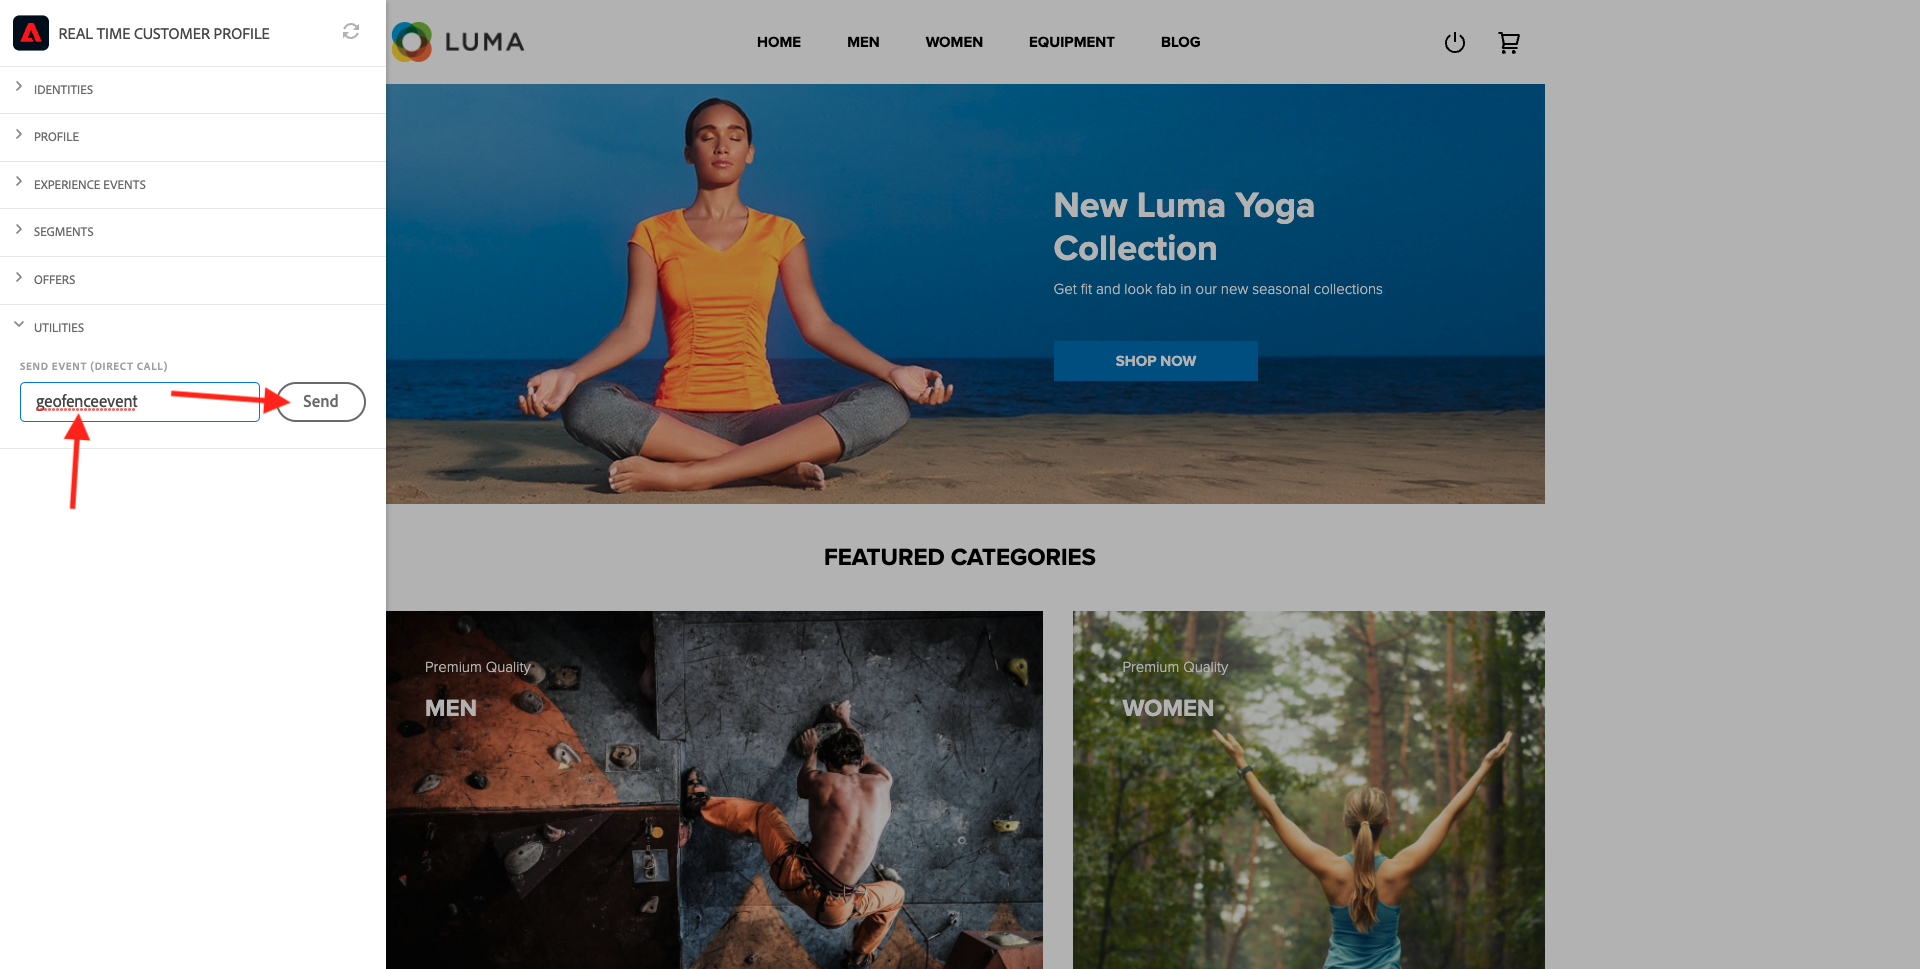 REAL TIME CUSTOMER PROFILE
IDENTITIES
PROFILE
EXPERIENCE EVENTS
SEGMENTS
OFFERS
UTILITIES
SEND EVENT (DIRECT CALL)
geofenceevent
Send
LUMA
HOME MEN WOMEN EQUIPMENT BLOG
New Luma Yoga
Collection
Get fit and look fab in our new seasonal collections
SHOP NOW
FEATURED CATEGORIES
Premium Quality
MEN
Premium Quality
WOMEN